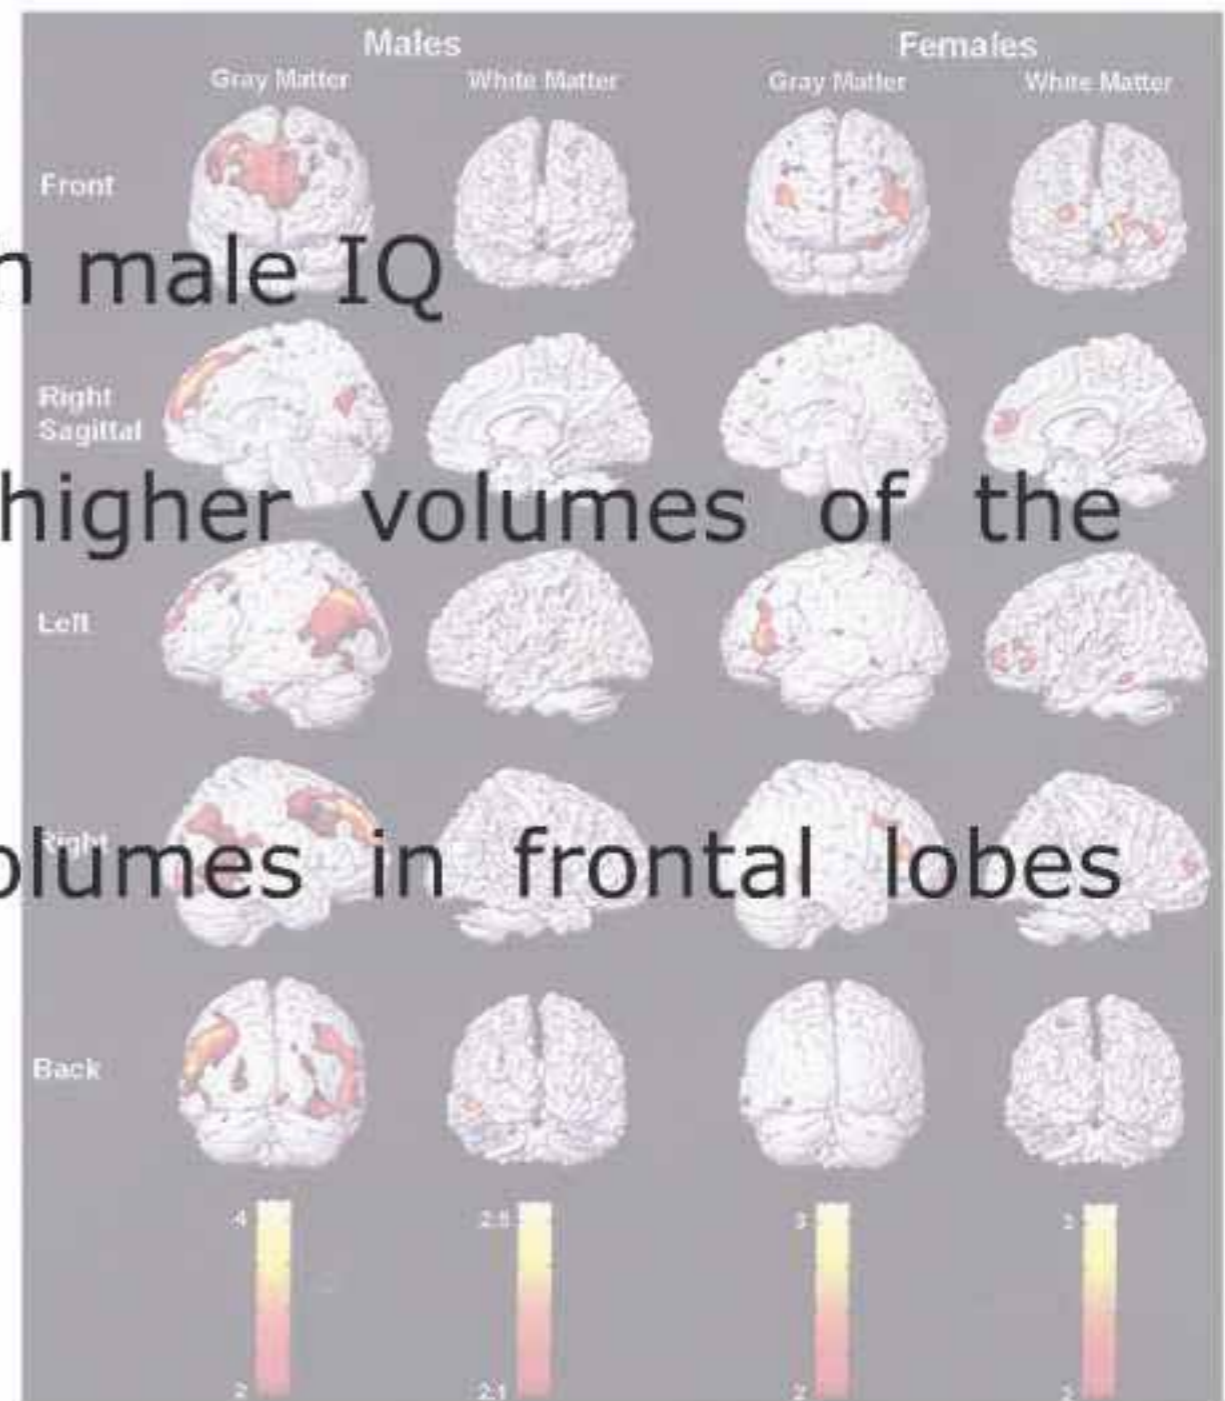 Males Females
Gray Matter White Matter Gray Matter White Matter
Front
male IQ
Right
Sagittal
higher volumes of the
Left
Right
in frontal lobes
Back
4 2.5 3 3
2 2.1 2